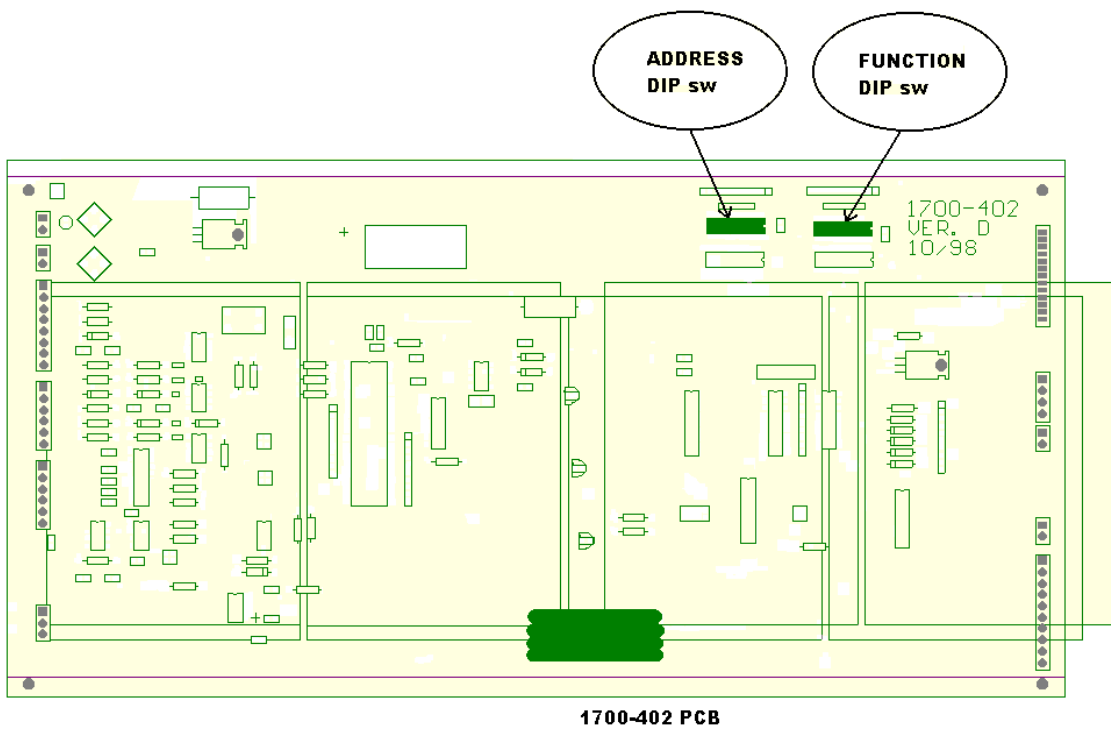 ADDRESS
DIP sw
FUNCTION
DIP sw
1700-402
VER. D
10/98
+
+
1700-402 PCB